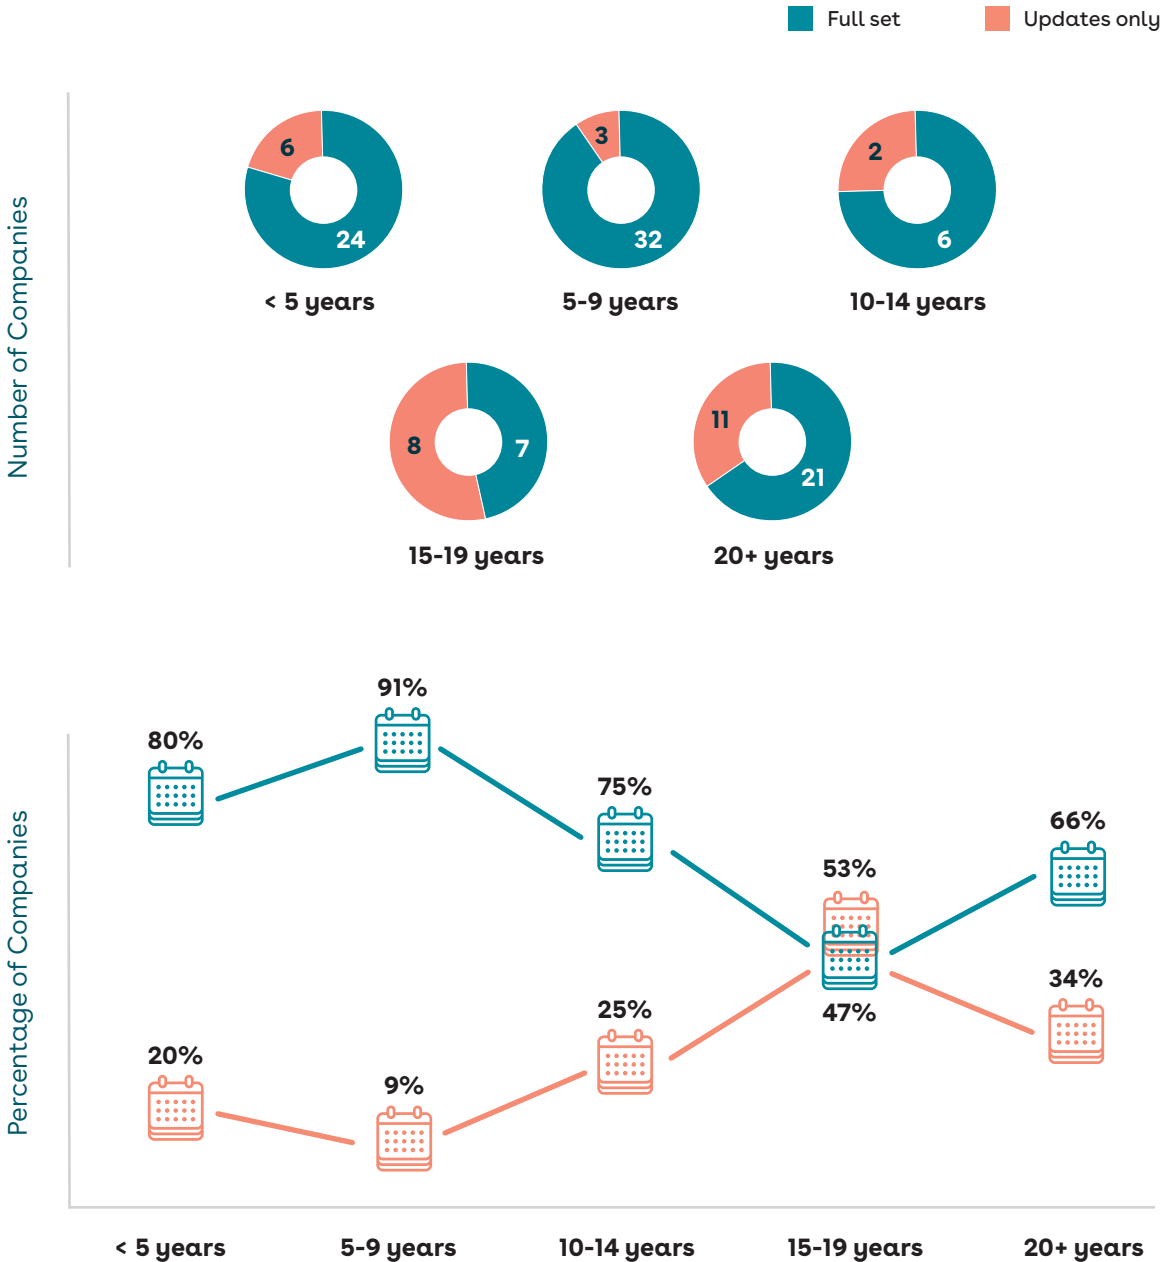 Full set
Updates only
Number of Companies
6
24
< 5 years
3
32
5-9 years
2
6
10-14 years
8
7
15-19 years
11
21
20+ years
Percentage of Companies
80%
91%
75%
53%
47%
66%
20%
9%
25%
34%
< 5 years
5-9 years
10-14 years
15-19 years
20+ years